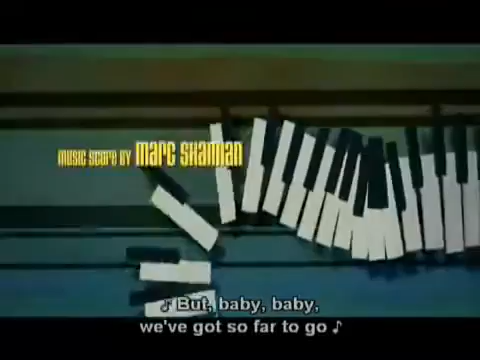 MUSIC SCORE BY MARC SHAIMAN
♪ But, baby, baby,
we've got so far to go ♪